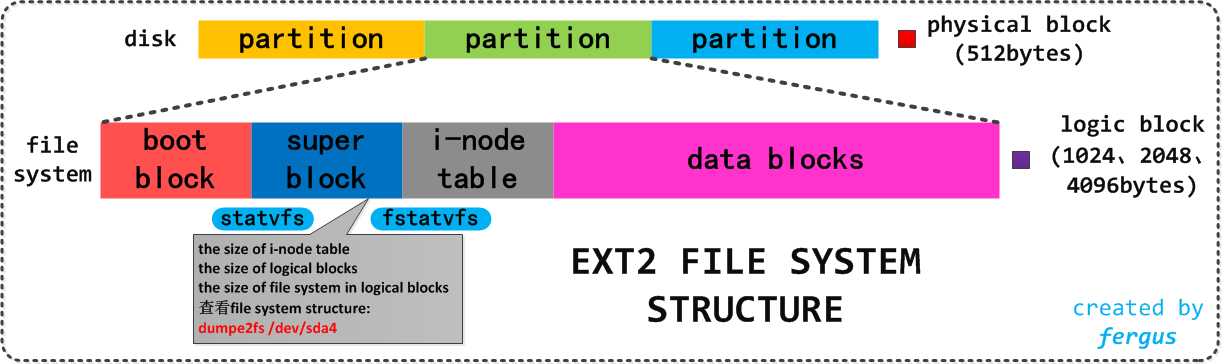 disk
partition
partition
partition
physical block
(512bytes)
file
system
boot
block
super
block
i-node
table
data blocks
logic block
(1024、2048、
4096bytes)
statvfs
fstatvfs
the size of i-node table
the size of logical blocks
the size of file system in logical blocks
查看file system structure:
dumpe2fs /dev/sda4
EXT2 FILE SYSTEM
STRUCTURE
created by
fergus